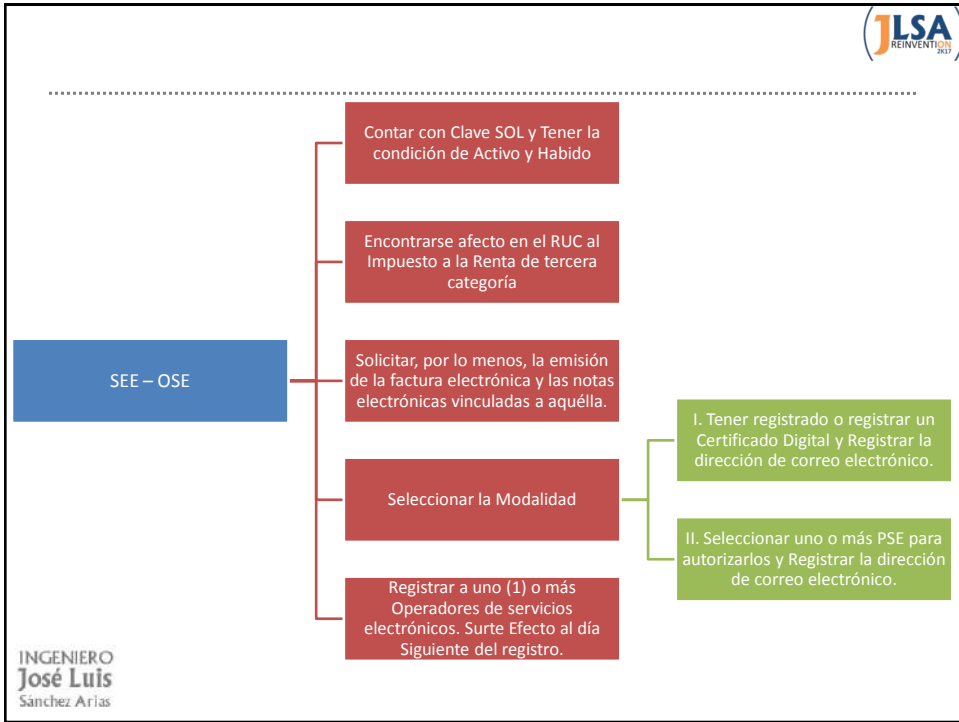 JLSA
REINVENTION
2K17
Contar con Clave SOL y Tener la
condición de Activo y Habido
Encontrarse afecto en el RUC al
Impuesto a la Renta de tercera
categoría
SEE – OSE
Solicitar, por lo menos, la emisión
de la factura electrónica y las notas
electrónicas vinculadas a aquélla.
Seleccionar la Modalidad
I. Tener registrado o registrar un
Certificado Digital y Registrar la
dirección de correo electrónico.
II. Seleccionar uno o más PSE para
autorizarlos y Registrar la dirección
de correo electrónico.
Registrar a uno (1) o más
Operadores de servicios
electrónicos. Surte Efecto al día
Siguiente del registro.
INGENIERO
José Luis
Sánchez Arias